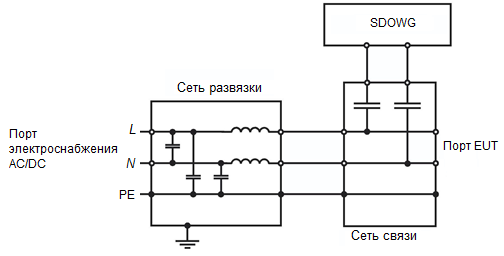 SDOWG
Сеть развязки
Порт
электроснабжения
AC/DC
L
N
PE
Порт EUT
Сеть связи